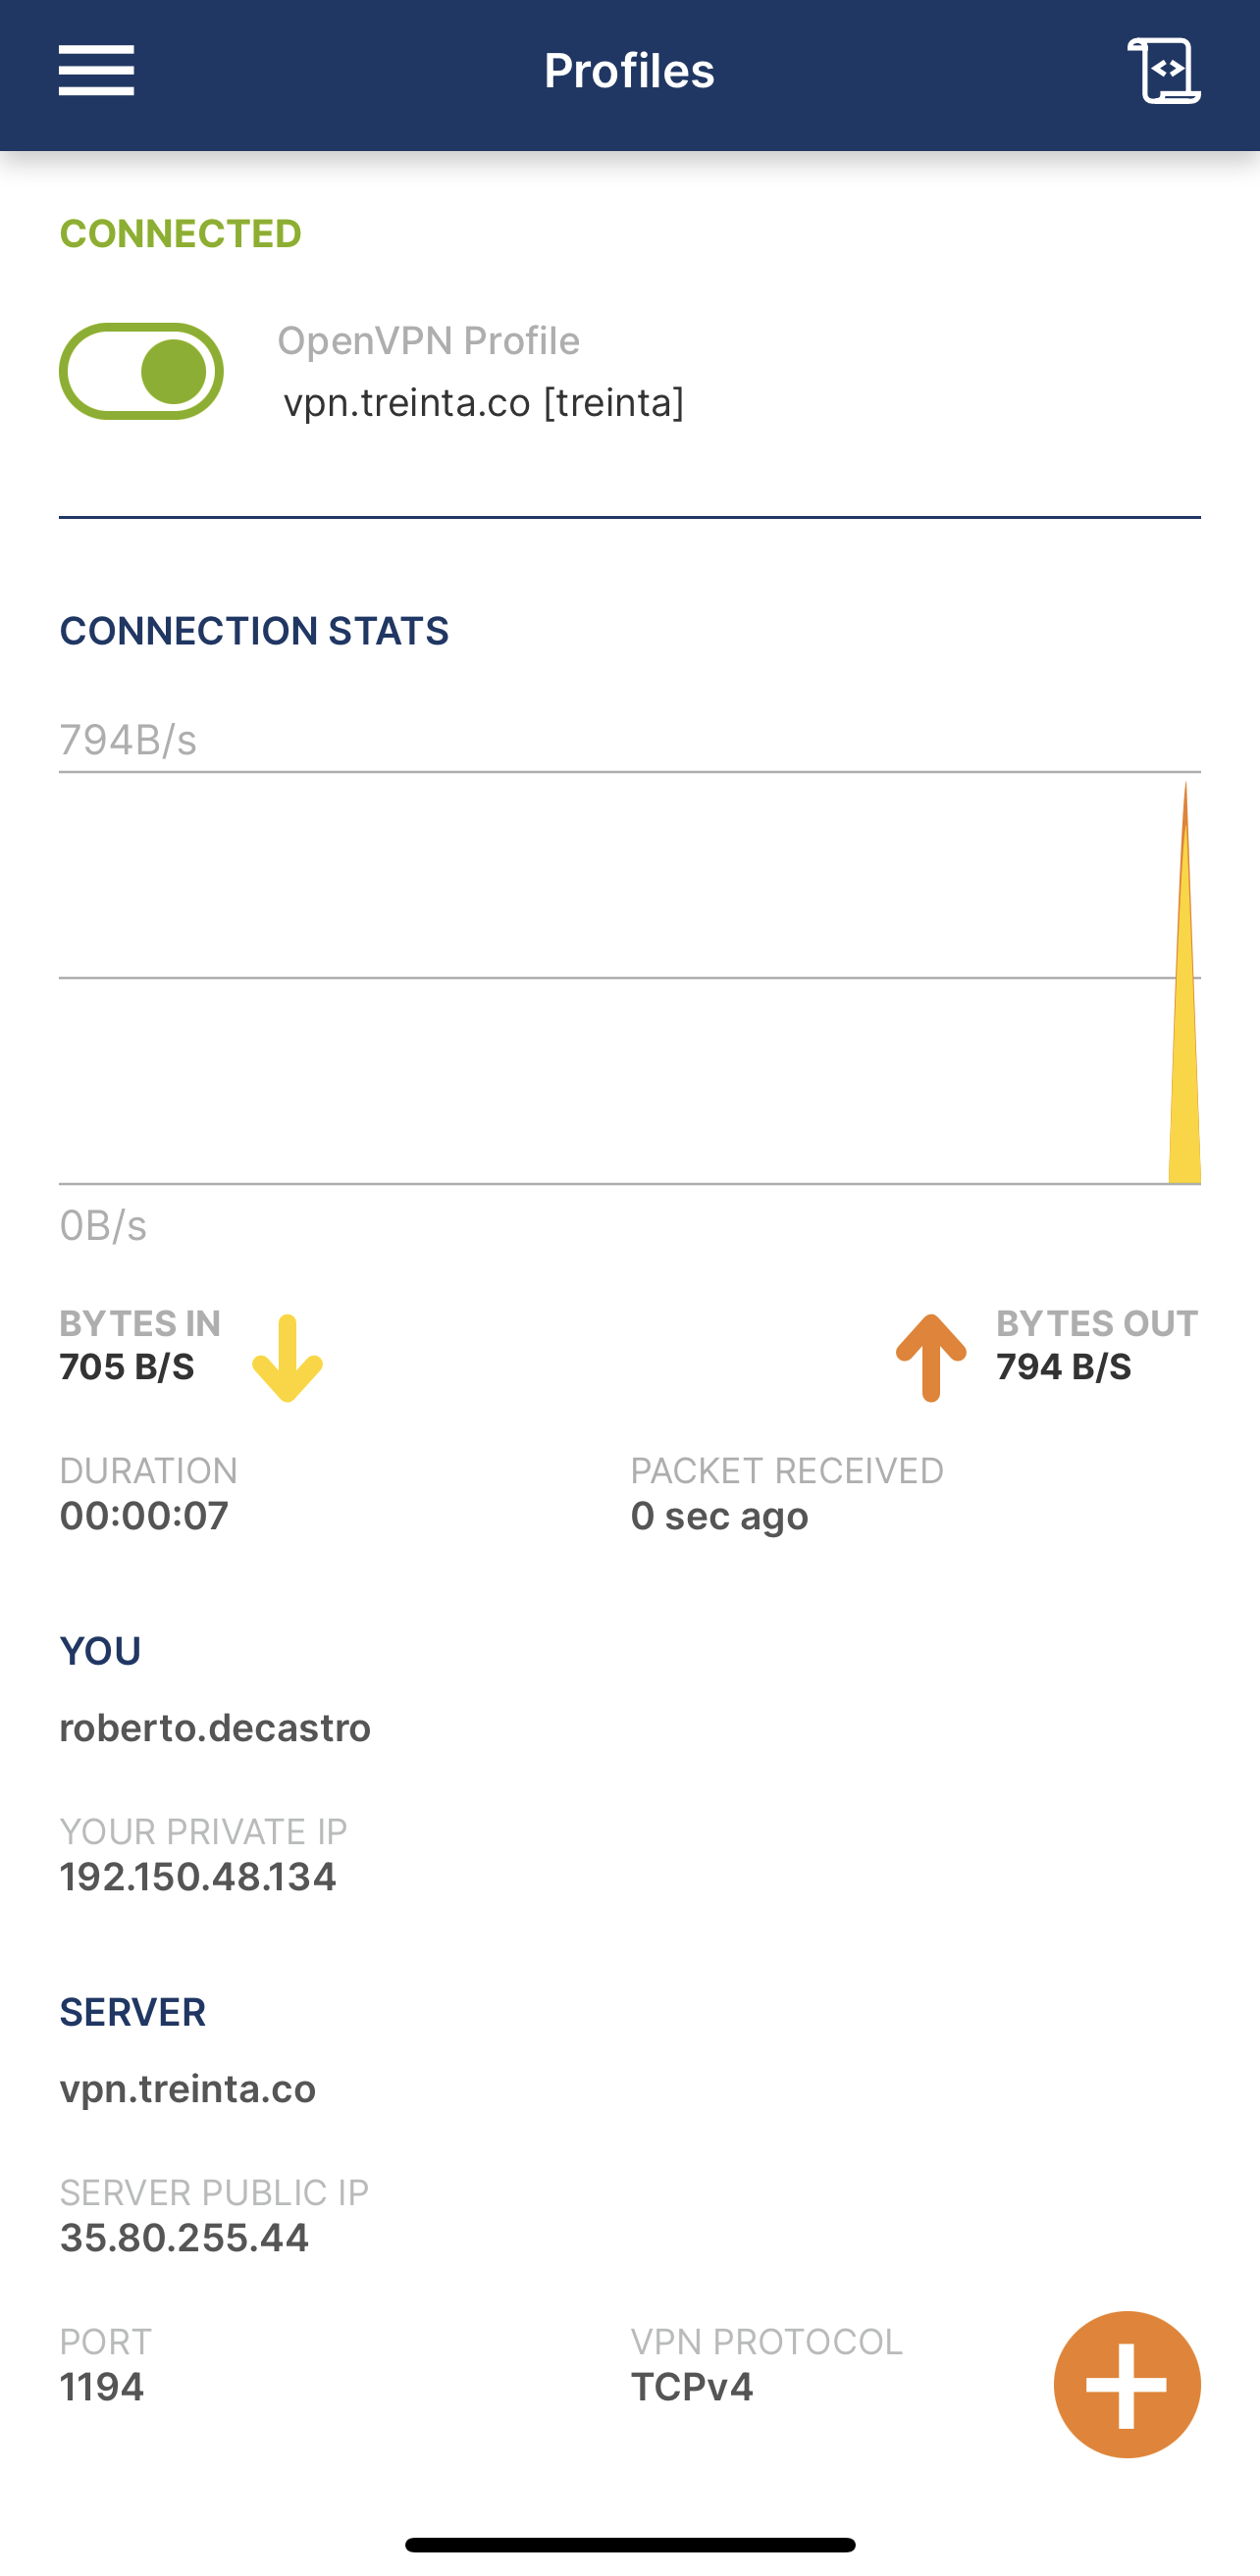 Profiles
CONNECTED
OpenVPN Profile
vpn.treinta.co [treinta]
CONNECTION STATS
794B/s
0B/s
BYTES IN
705 B/S
BYTES OUT
794 B/S
DURATION
00:00:07
PACKET RECEIVED
0 sec ago
YOU
roberto.decastro
YOUR PRIVATE IP
192.150.48.134
SERVER
vpn.treinta.co
SERVER PUBLIC IP
35.80.255.44
PORT
1194
VPN PROTOCOL
TCPv4